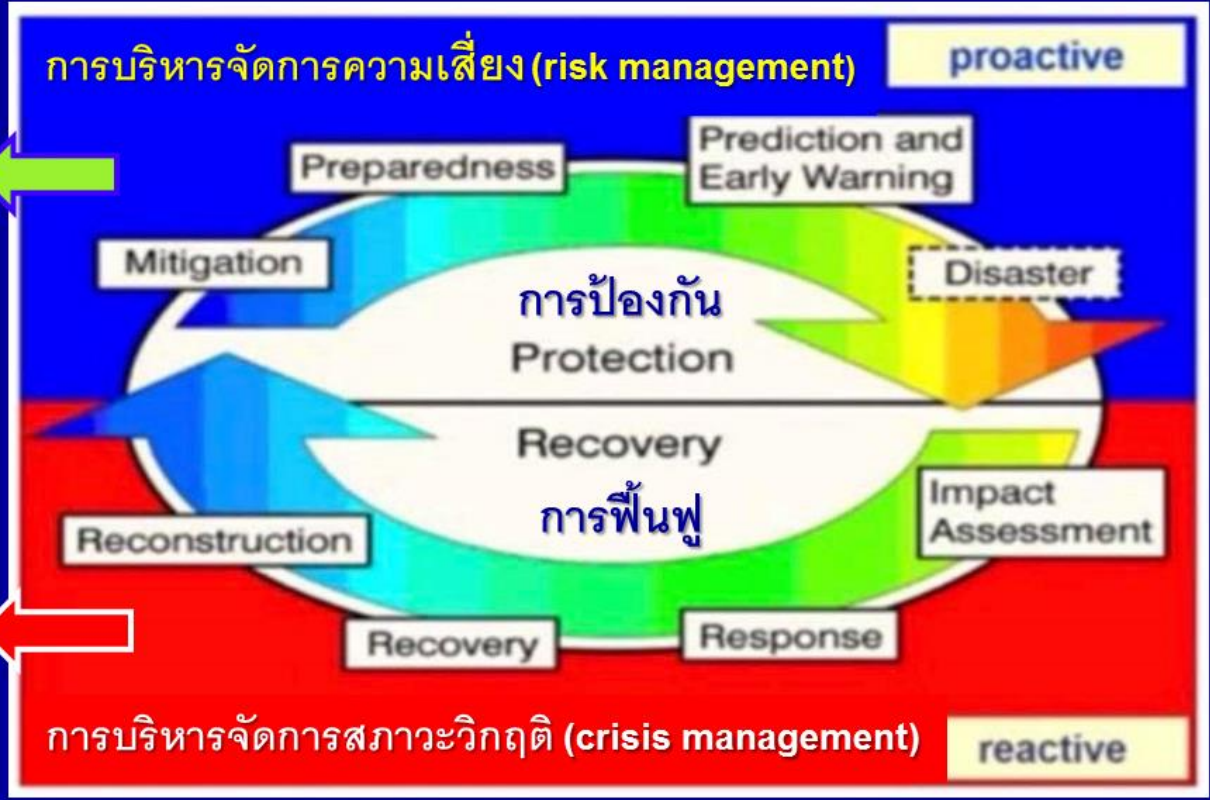 การบริหารจัดการความเสี่ยง (risk management)
proactive
Preparedness
Prediction and
Early Warning
Mitigation
Disaster
การป้องกัน
Protection
Recovery
การฟื้นฟู
Impact
Assessment
Reconstruction
Recovery
Response
การบริหารจัดการสภาวะวิกฤติ (crisis management)
reactive